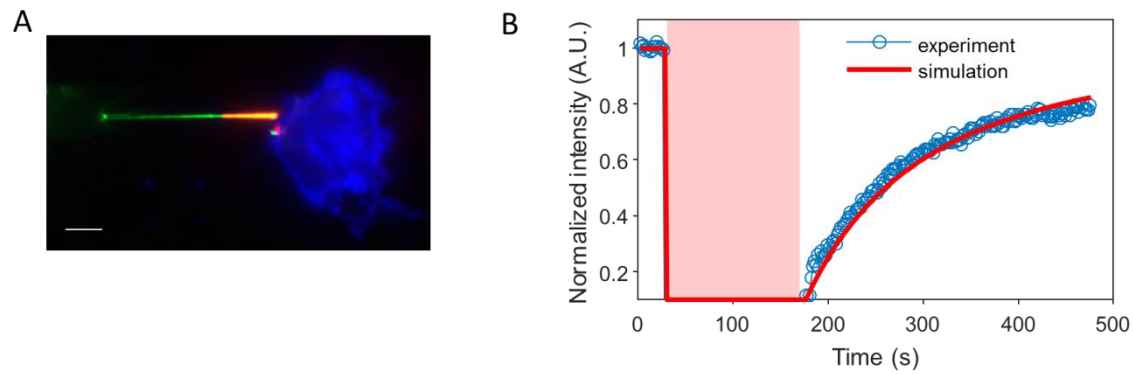 A
B
Normalized intensity (A.U.)
1
0.8
0.6
0.4
0.2
experiment
simulation
0
100
200
300
400
500
Time (s)